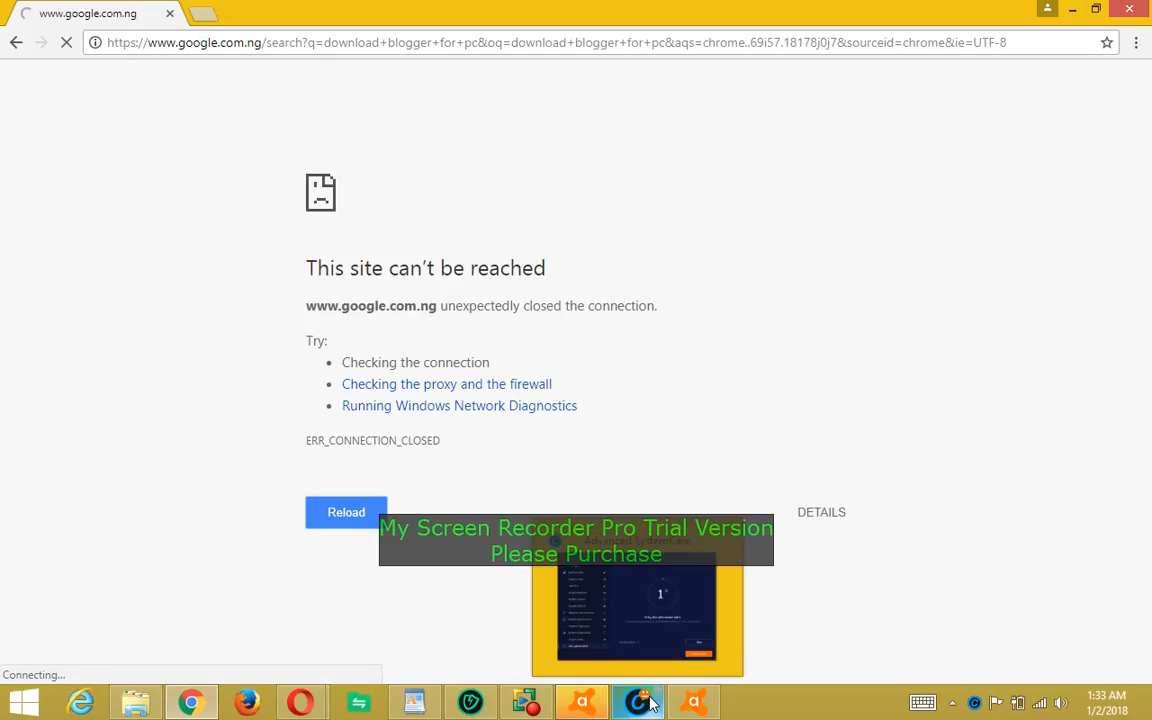 www.google.com.ng
https://www.google.com.ng/search?q=download+blogger+for+pc&oq=download+blogger+for+pc&aqs=chrome..69i57.18178j0j7&sourceid=chrome&ie=UTF-8
This site can’t be reached
www.google.com.ng unexpectedly closed the connection.
Try:
Checking the connection
Checking the proxy and the firewall
Running Windows Network Diagnostics
ERR_CONNECTION_CLOSED
Reload
DETAILS
My Screen Recorder Pro Trial Version
Please Purchase
Advanced SystemCare
Connecting...
1:33 AM
1/2/2018